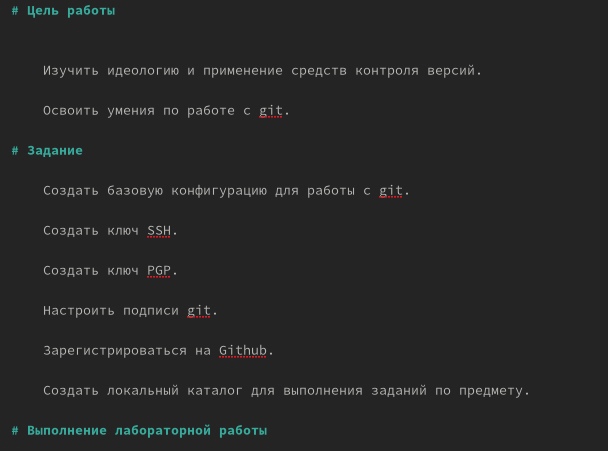 # Цель работы
Изучить идеологию и применение средств контроля версий.
Освоить умения по работе с git.
# Задание
Создать базовую конфигурацию для работы с git.
Создать ключ SSH.
Создать ключ PGP.
Настроить подписи git.
Зарегистрироваться на Github.
Создать локальный каталог для выполнения заданий по предмету.
# Выполнение лабораторной работы